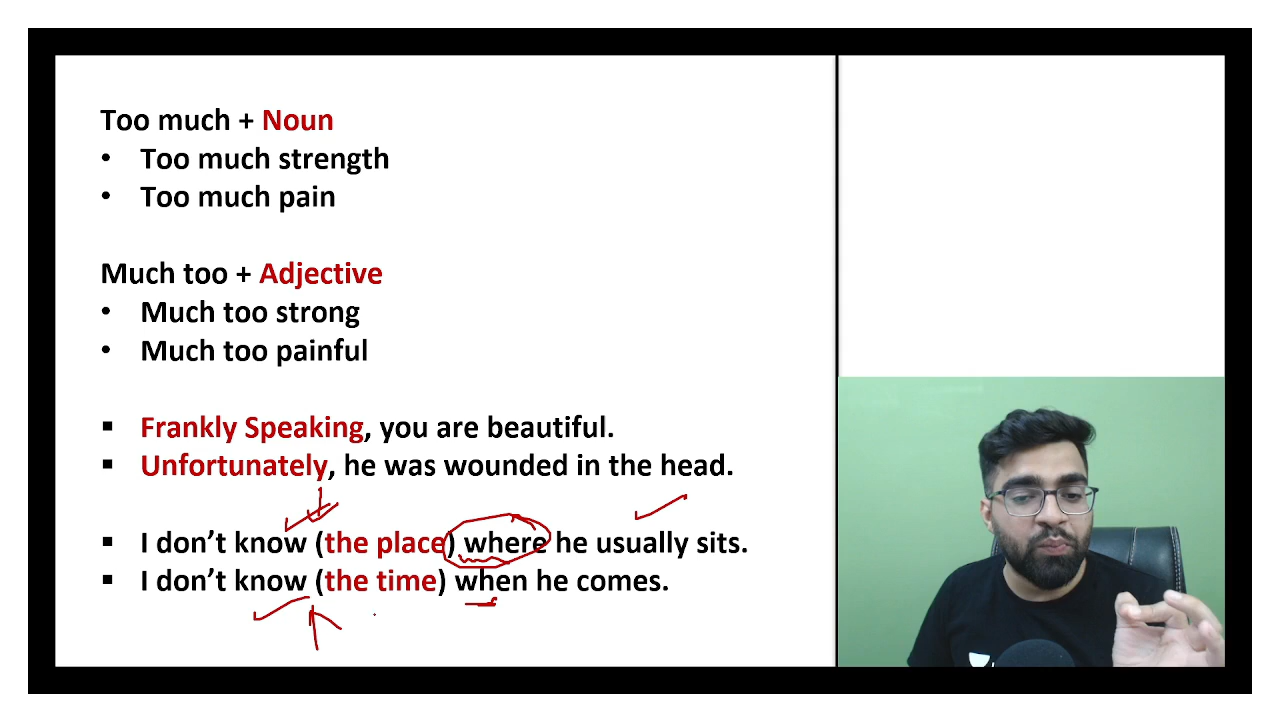 Too much + Noun
• Too much strength
• Too much pain
Much too + Adjective
• Much too strong
• Much too painful
▪ Frankly Speaking, you are beautiful.
▪ Unfortunately, he was wounded in the head.
▪ I don’t know (the place) where he usually sits.
▪ I don’t know (the time) when he comes.